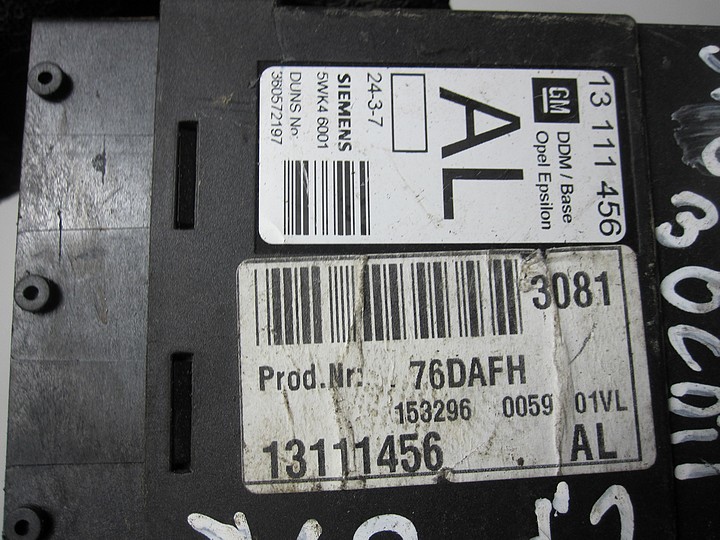 13 111 456
GM
DDM / Base
Opel Epsilon
AL
24-3-7
SIEMENS
5WK4 6001
DUNS No:
360572197
3081
Prod.Nr: 76DAFH
153296 0059 01VL
13111456 AL